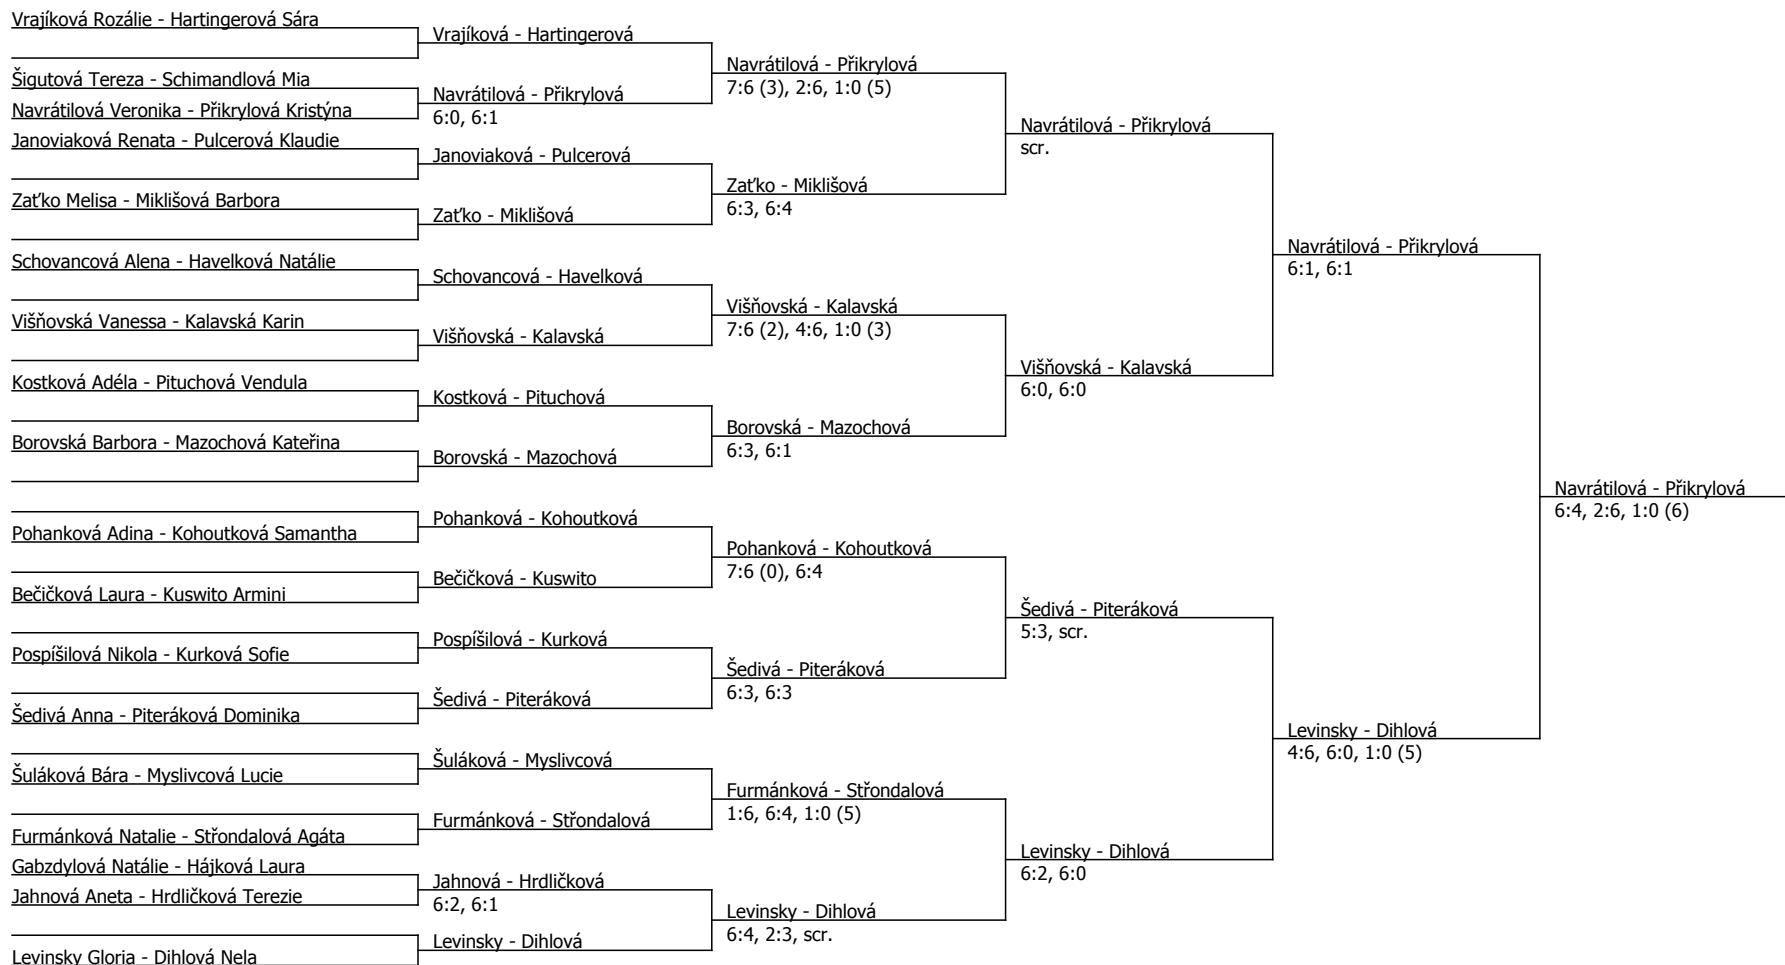 Vrajíková Rozálie - Hartingerová Sára
Šigutová Tereza - Schimandlová Mia
Navrátilová Veronika - Přikrylová Kristýna
Janoviaková Renata - Pulcerová Klaudie
Zaťko Melisa - Miklišová Barbora
Schovancová Alena - Havelková Natálie
Višňovská Vanessa - Kalavská Karin
Kostková Adéla - Pituchová Vendula
Borovská Barbora - Mazochová Kateřina
Pohanková Adina - Kohoutková Samantha
Bečičková Laura - Kuswito Armini
Pospíšilová Nikola - Kurková Sofie
Šedivá Anna - Piteráková Dominika
Šuláková Bára - Myslivcová Lucie
Furmánková Natalie - Střondalová Agáta
Gabzdylová Natálie - Hájková Laura
Jahnová Aneta - Hrdličková Terezie
Levinsky Gloria - Dihlová Nela
Vrajíková - Hartingerová
Navrátilová - Přikrylová
6:0, 6:1
Janoviaková - Pulcerová
Zaťko - Miklišová
Schovancová - Havelková
Višňovská - Kalavská
Kostková - Pituchová
Borovská - Mazochová
Pohanková - Kohoutková
Bečičková - Kuswito
Pospíšilová - Kurková
Šedivá - Piteráková
Šuláková - Myslivcová
Furmánková - Střondalová
Jahnová - Hrdličková
6:2, 6:1
Levinsky - Dihlová
Navrátilová - Přikrylová
7:6 (3), 2:6, 1:0 (5)
Zaťko - Miklišová
6:3, 6:4
Višňovská - Kalavská
7:6 (2), 4:6, 1:0 (3)
Borovská - Mazochová
6:3, 6:1
Pohanková - Kohoutková
7:6 (0), 6:4
Šedivá - Piteráková
6:3, 6:3
Furmánková - Střondalová
1:6, 6:4, 1:0 (5)
Levinsky - Dihlová
6:4, 2:3, scr.
Navrátilová - Přikrylová
scr.
Višňovská - Kalavská
6:0, 6:0
Šedivá - Piteráková
5:3, scr.
Levinsky - Dihlová
6:2, 6:0
Navrátilová - Přikrylová
6:1, 6:1
Levinsky - Dihlová
4:6, 6:0, 1:0 (5)
Navrátilová - Přikrylová
6:4, 2:6, 1:0 (6)